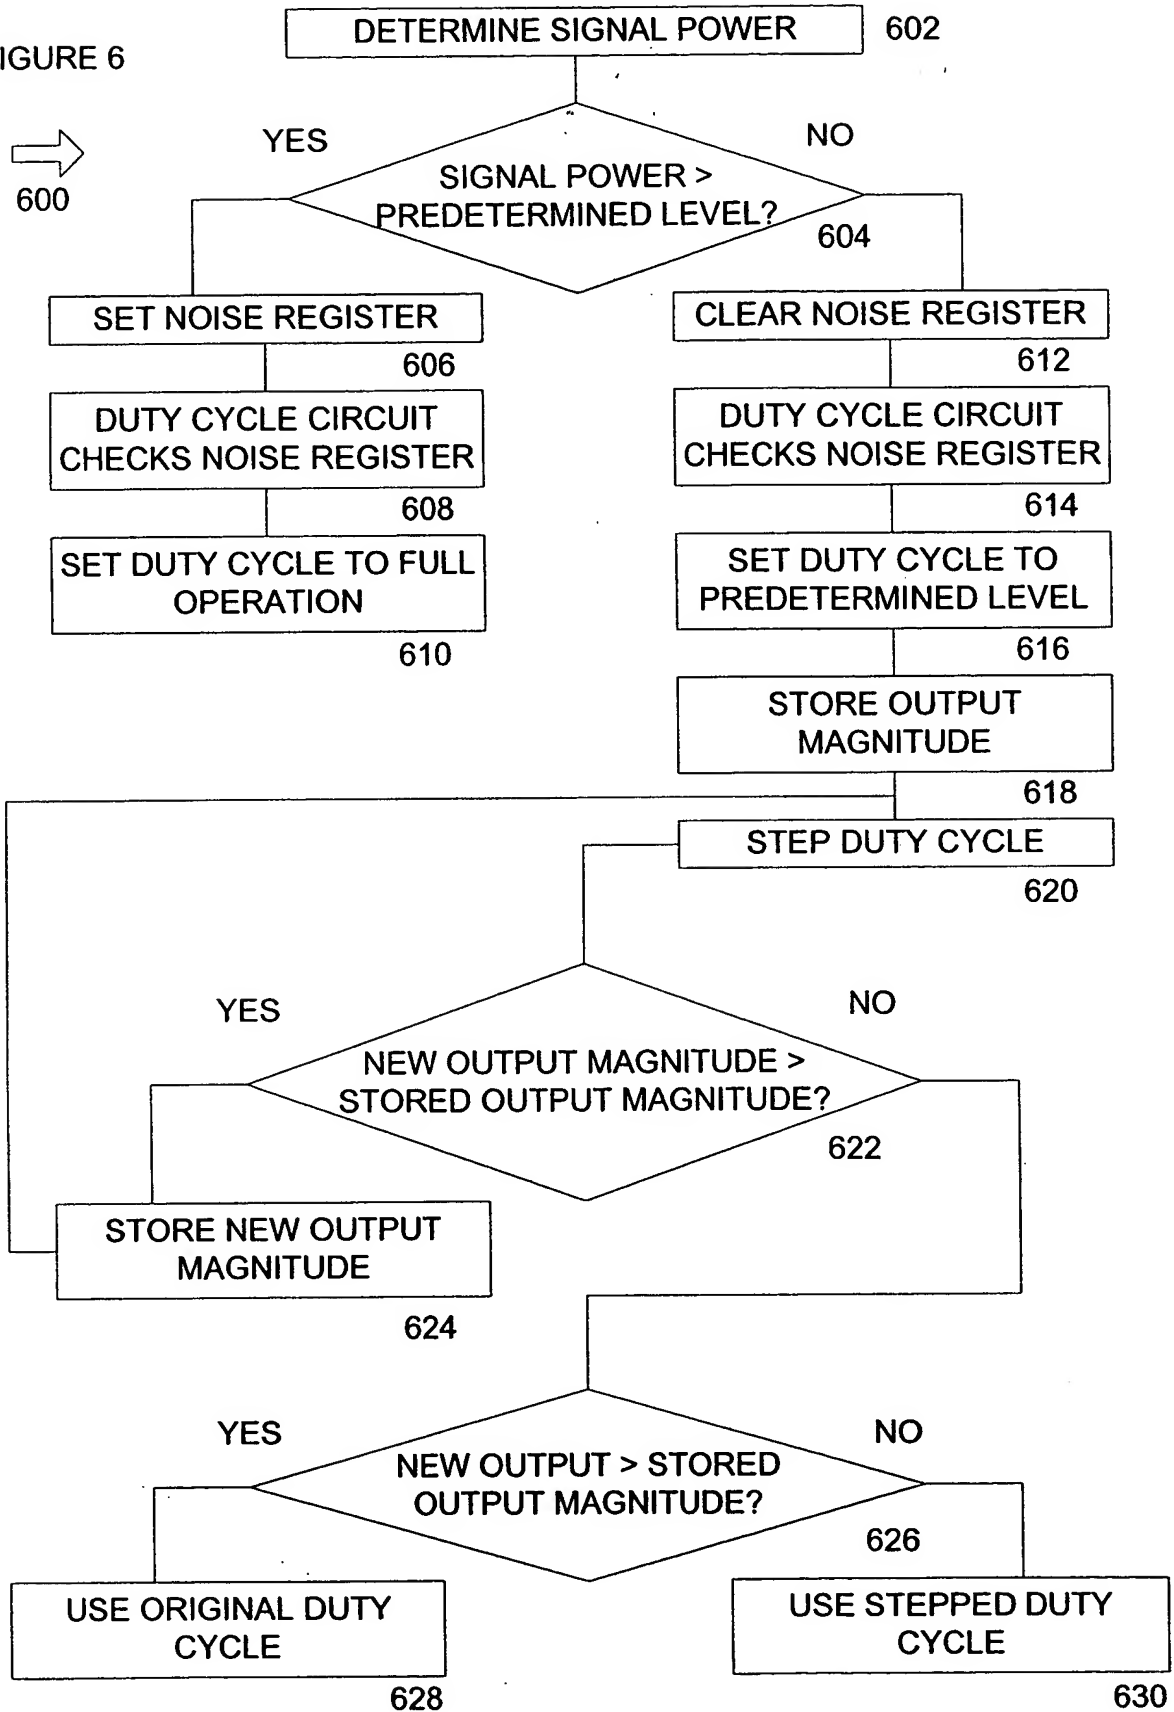 DETERMINE SIGNAL POWER
602
IGURE 6
YES
NO
600
SIGNAL POWER >
PREDETERMINED LEVEL?
604
SET NOISE REGISTER
606
CLEAR NOISE REGISTER
612
DUTY CYCLE CIRCUIT
CHECKS NOISE REGISTER
608
DUTY CYCLE CIRCUIT
CHECKS NOISE REGISTER
614
SET DUTY CYCLE TO FULL
OPERATION
610
SET DUTY CYCLE TO
PREDETERMINED LEVEL
616
STORE OUTPUT
MAGNITUDE
618
STEP DUTY CYCLE
620
YES
NO
NEW OUTPUT MAGNITUDE >
STORED OUTPUT MAGNITUDE?
622
STORE NEW OUTPUT
MAGNITUDE
624
YES
NO
NEW OUTPUT > STORED
OUTPUT MAGNITUDE?
626
USE ORIGINAL DUTY
CYCLE
628
USE STEPPED DUTY
CYCLE
630